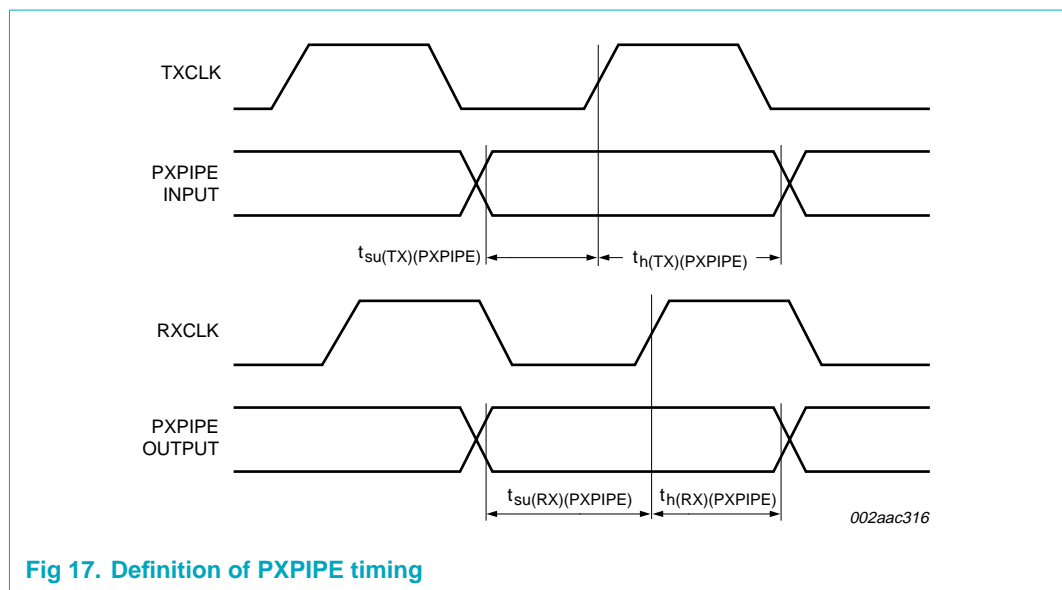 TXCLK
PXPIPE
INPUT
tsu(TX)(PXPIPE)
th(TX)(PXPIPE)
RXCLK
PXPIPE
OUTPUT
tsu(RX)(PXPIPE)
th(RX)(PXPIPE)
002aac316
Fig 17. Definition of PXPIPE timing